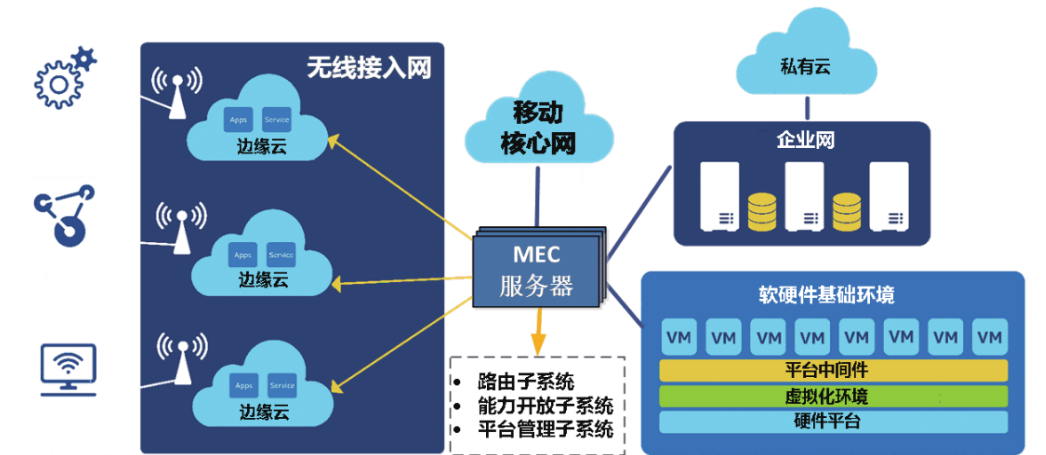 无线接入网
Apps Service
边缘云
Apps Service
边缘云
Apps Service
边缘云
移动
核心网
MEC
服务器
• 路由子系统
• 能力开放子系统
• 平台管理子系统
私有云
企业网
软硬件基础环境
VM VM VM VM VM VM VM VM
平台中间件
虚拟化环境
硬件平台